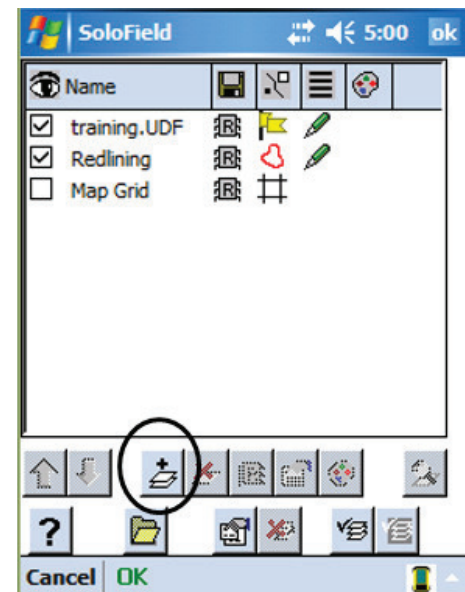 SoloField 5:00 ok
Name
training.UDF R
Redlining R
Map Grid R
?
Cancel OK